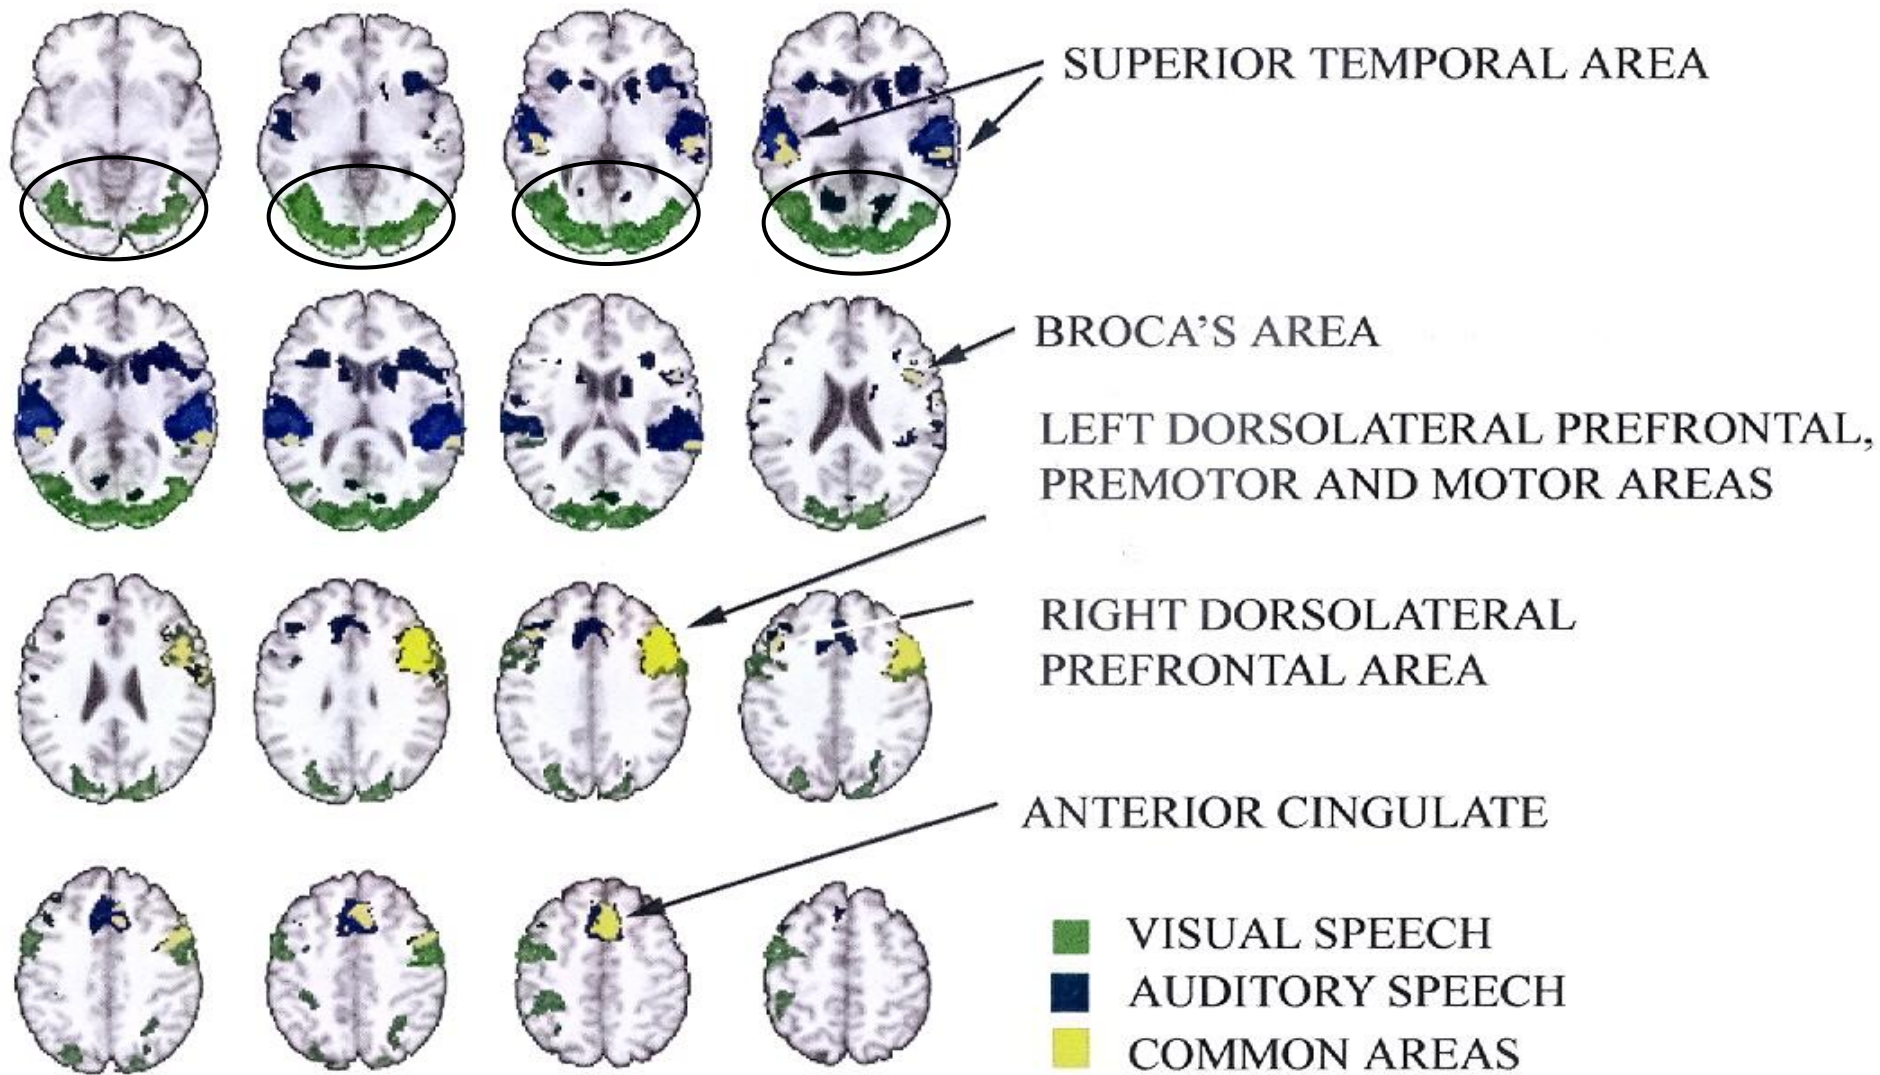 SUPERIOR TEMPORAL AREA
BROCA'S AREA
LEFT DORSOLATERAL PREFRONTAL,
PREMOTOR AND MOTOR AREAS
RIGHT DORSOLATERAL
PREFRONTAL AREA
ANTERIOR CINGULATE
VISUAL SPEECH
AUDITORY SPEECH
COMMON AREAS